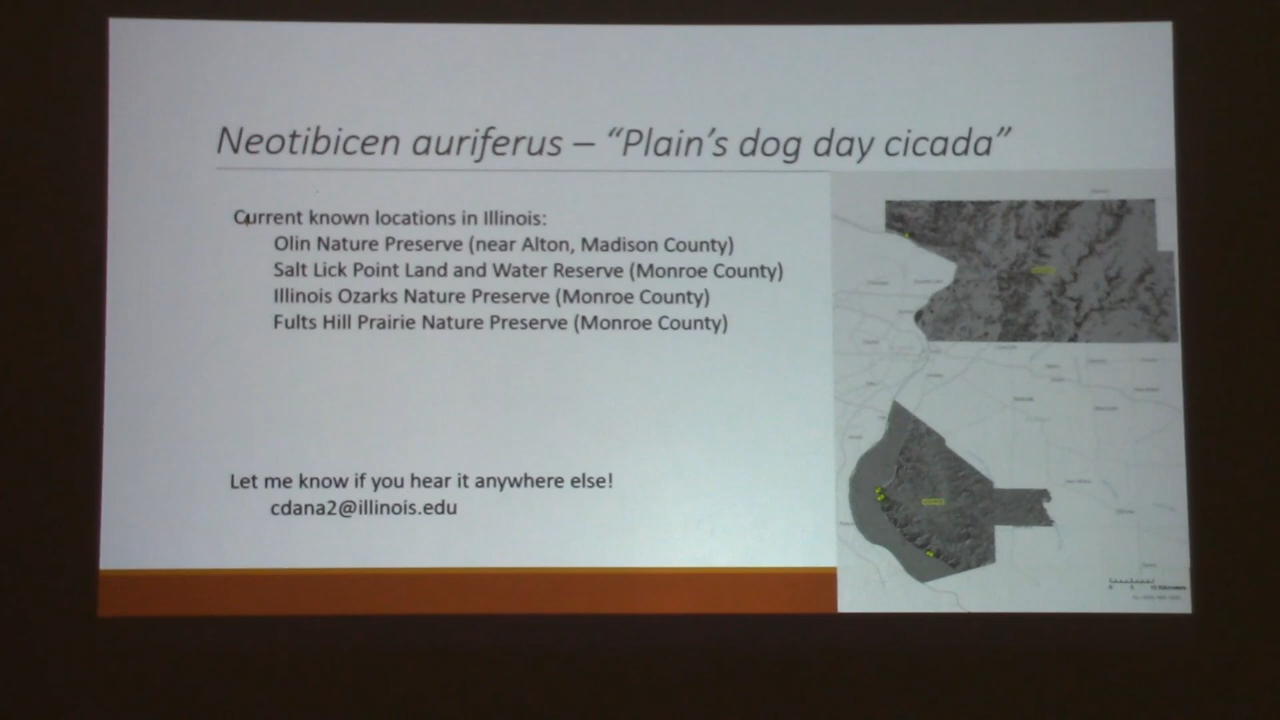 Neotibicen auriferus – “Plain’s dog day cicada”
Current known locations in Illinois:
Olin Nature Preserve (near Alton, Madison County)
Salt Lick Point Land and Water Reserve (Monroe County)
Illinois Ozarks Nature Preserve (Monroe County)
Fults Hill Prairie Nature Preserve (Monroe County)
Let me know if you hear it anywhere else!
cdana2@illinois.edu